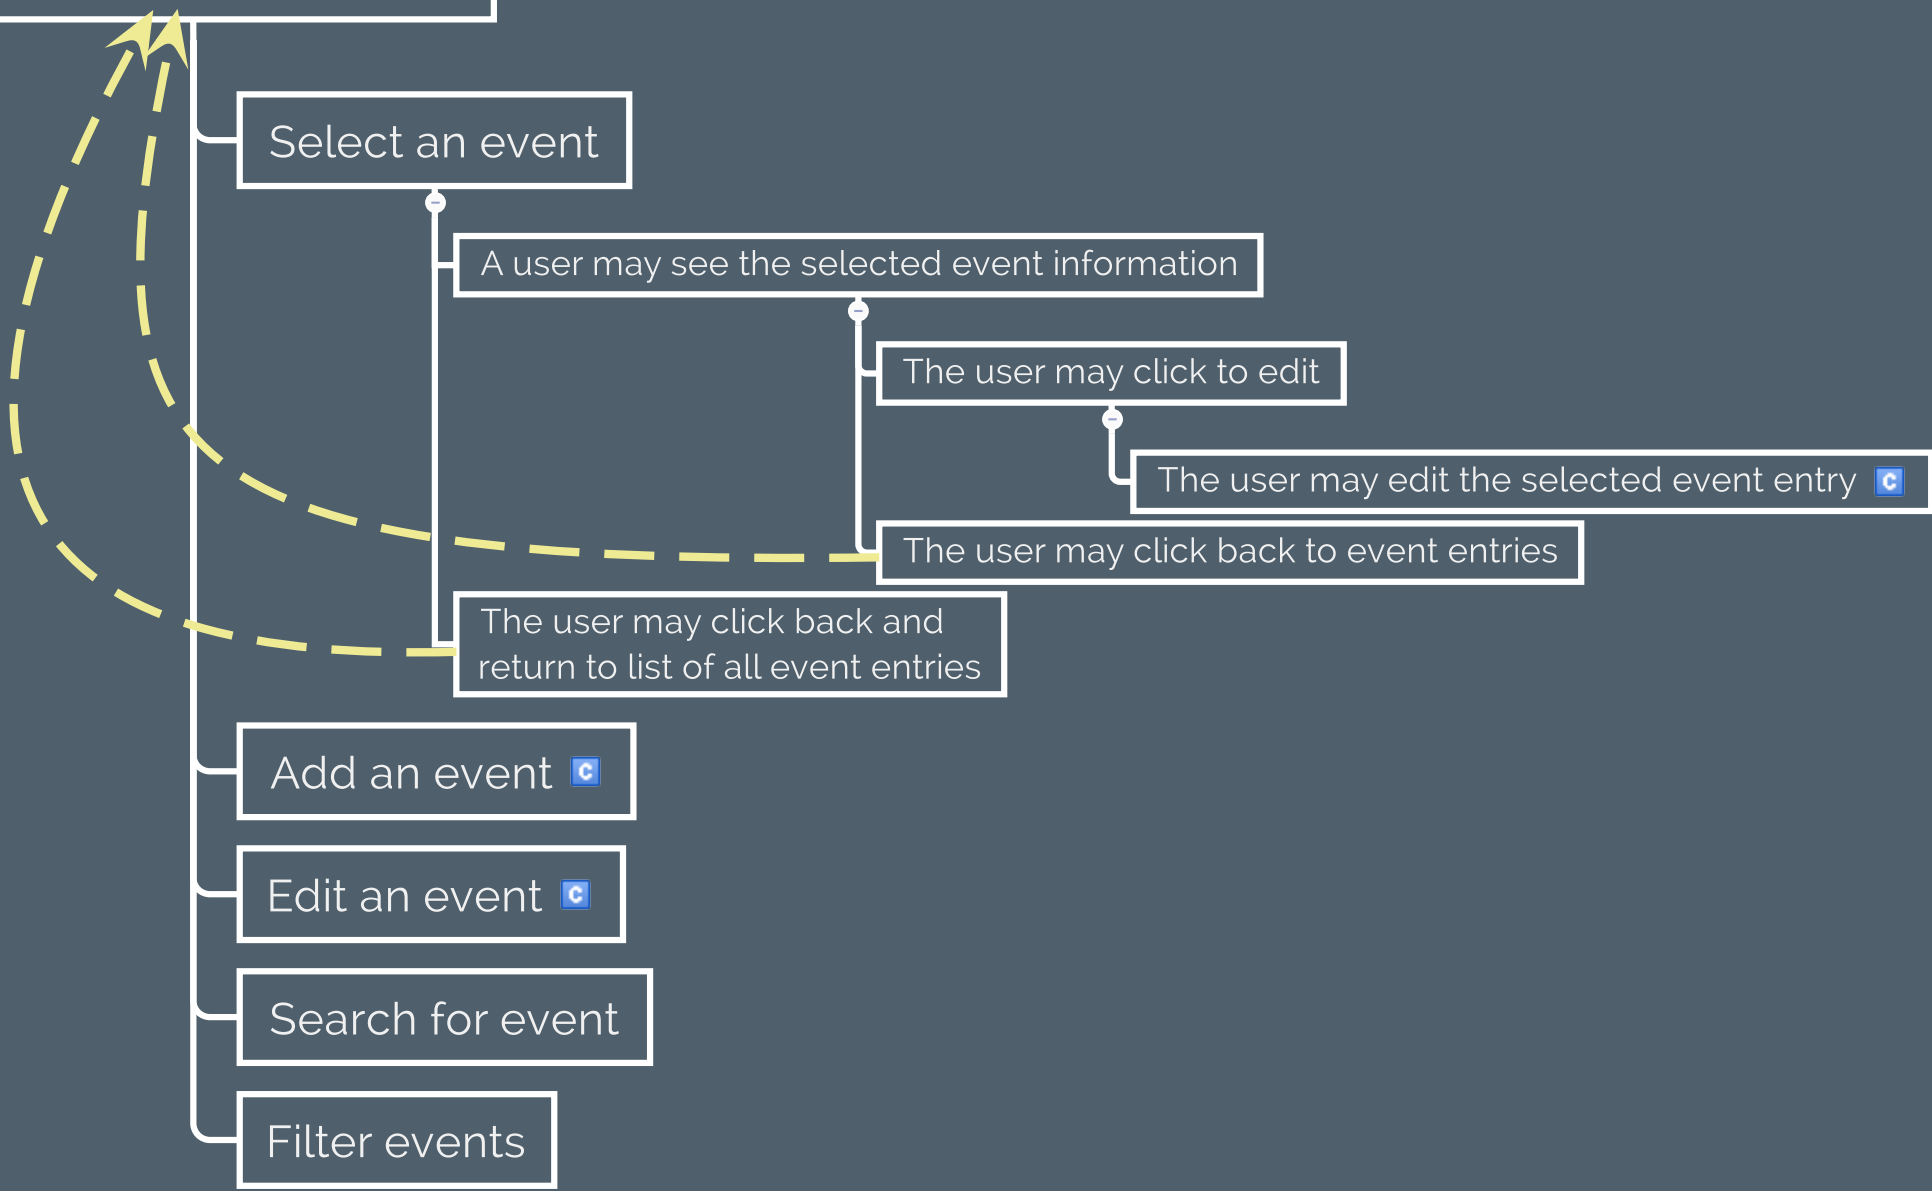 Select an event
A user may see the selected event information
The user may click to edit
The user may edit the selected event entry C
The user may click back to event entries
The user may click back and
return to list of all event entries
Add an event C
Edit an event C
Search for event
Filter events